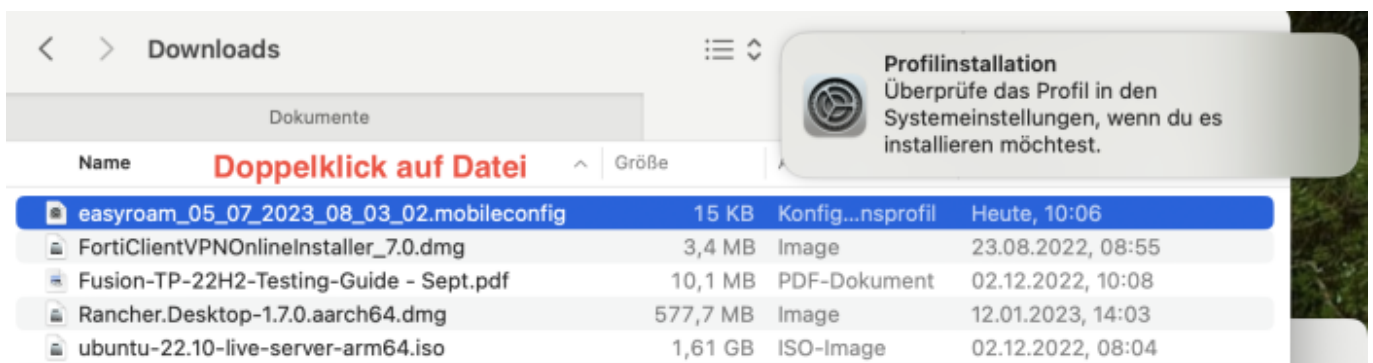 Downloads
Profilinstallation
Überprüfe das Profil in den
Systemeinstellungen, wenn du es
installieren möchtest.
Dokumente
Name Doppelklick auf Datei Größe
easyroam_05_07_2023_08_03_02.mobileconfig 15 KB Konfig...nsprofil Heute, 10:06
FortiClientVPNOnlineInstaller_7.0.dmg 3,4 MB Image 23.08.2022, 08:55
Fusion-TP-22H2-Testing-Guide - Sept.pdf 10,1 MB PDF-Dokument 02.12.2022, 10:08
Rancher.Desktop-1.7.0.aarch64.dmg 577,7 MB Image 12.01.2023, 14:03
ubuntu-22.10-live-server-arm64.iso 1,61 GB ISO-Image 02.12.2022, 08:04